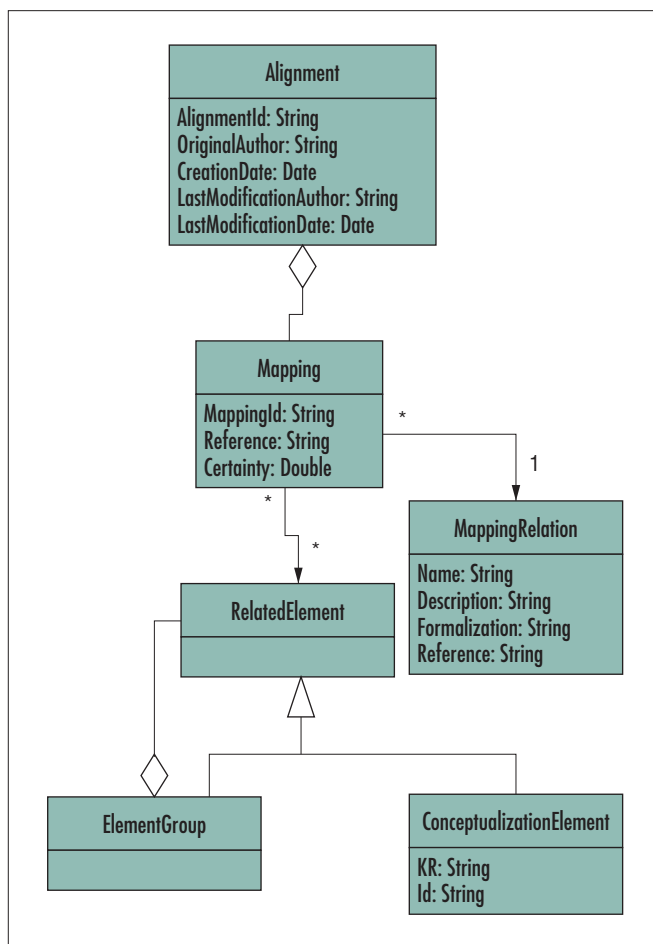 Alignment
AlignmentId: String
OriginalAuthor: String
CreationDate: Date
LastModificationAuthor: String
LastModificationDate: Date
Mapping
MappingId: String
Reference: String
Certainty: Double
*
1
*
*
MappingRelation
Name: String
Description: String
Formalization: String
Reference: String
RelatedElement
ElementGroup
ConceptualizationElement
KR: String
Id: String